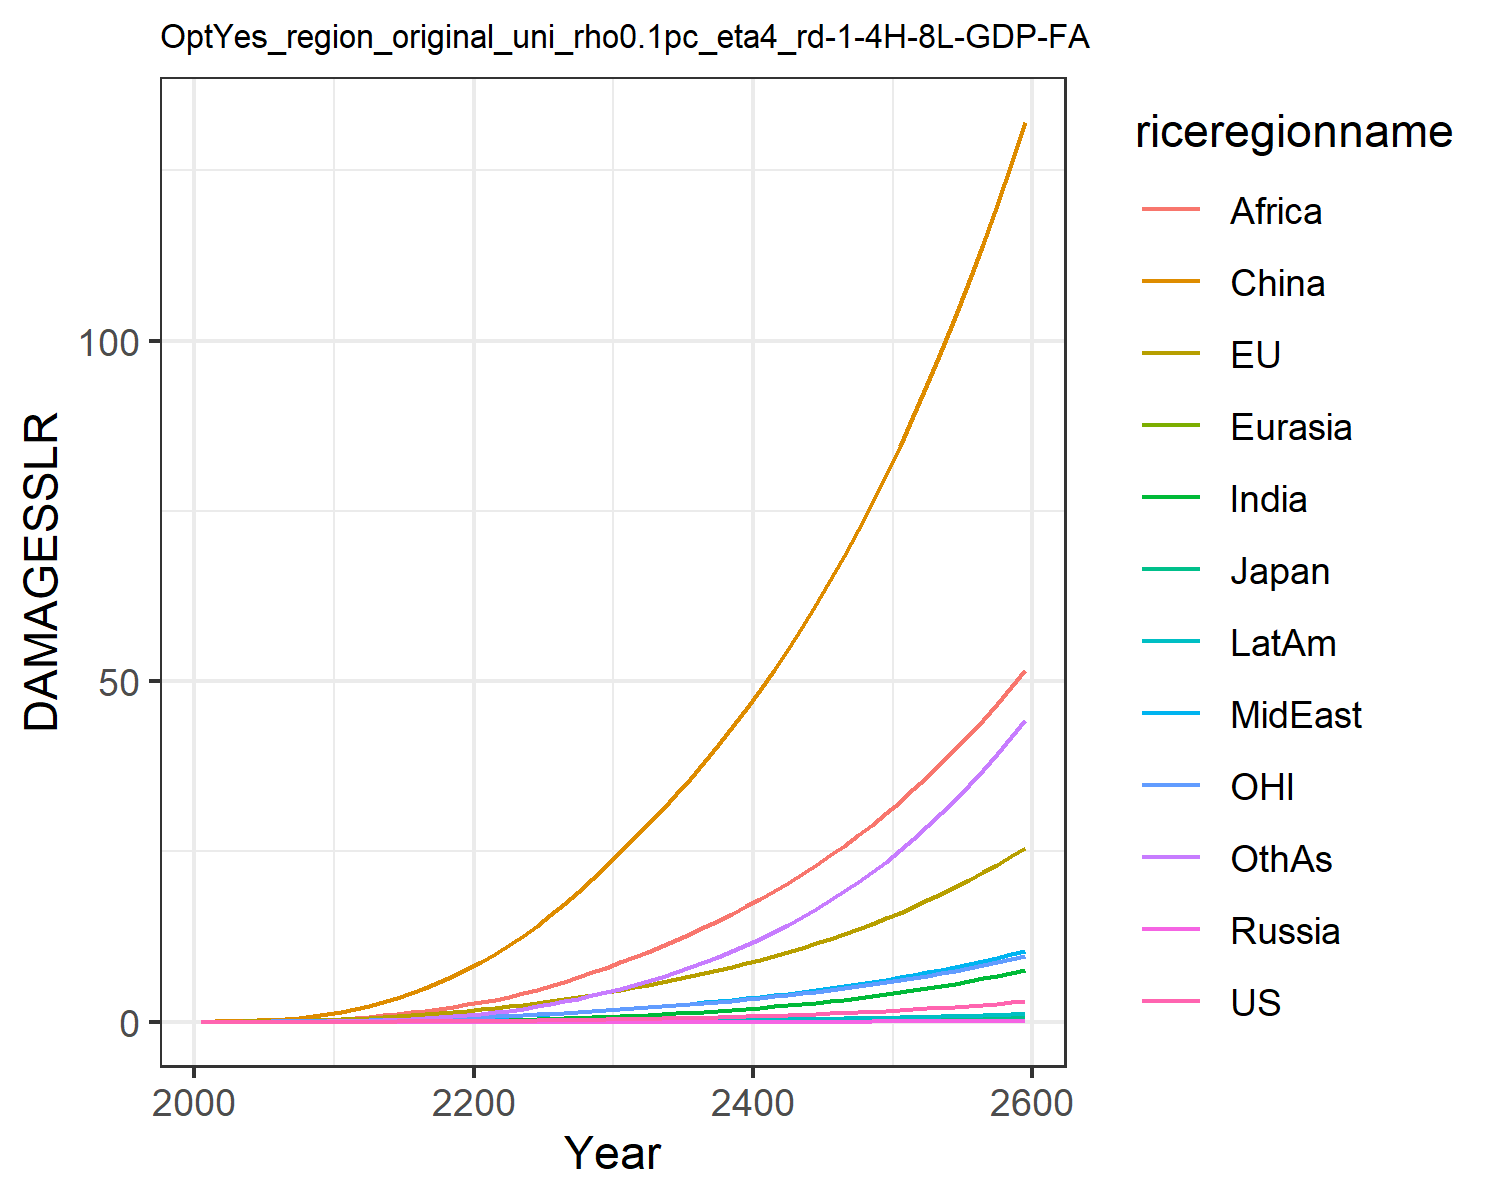 OptYes_region_original_uni_rho0.1pc_eta4_rd-1-4H-8L-GDP-FA
DAMAGESSLR
100
50
0
2000
2200
2400
2600
Year
riceregionname
Africa
China
EU
Eurasia
India
Japan
LatAm
MidEast
OHI
OthAs
Russia
US